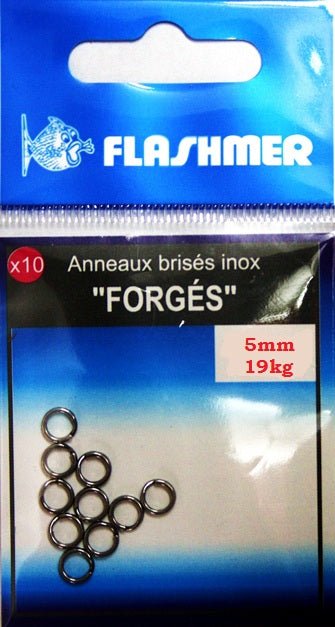 FLASHMER
x10
Anneaux brisés inox
"FORGÉS"
5mm
19kg